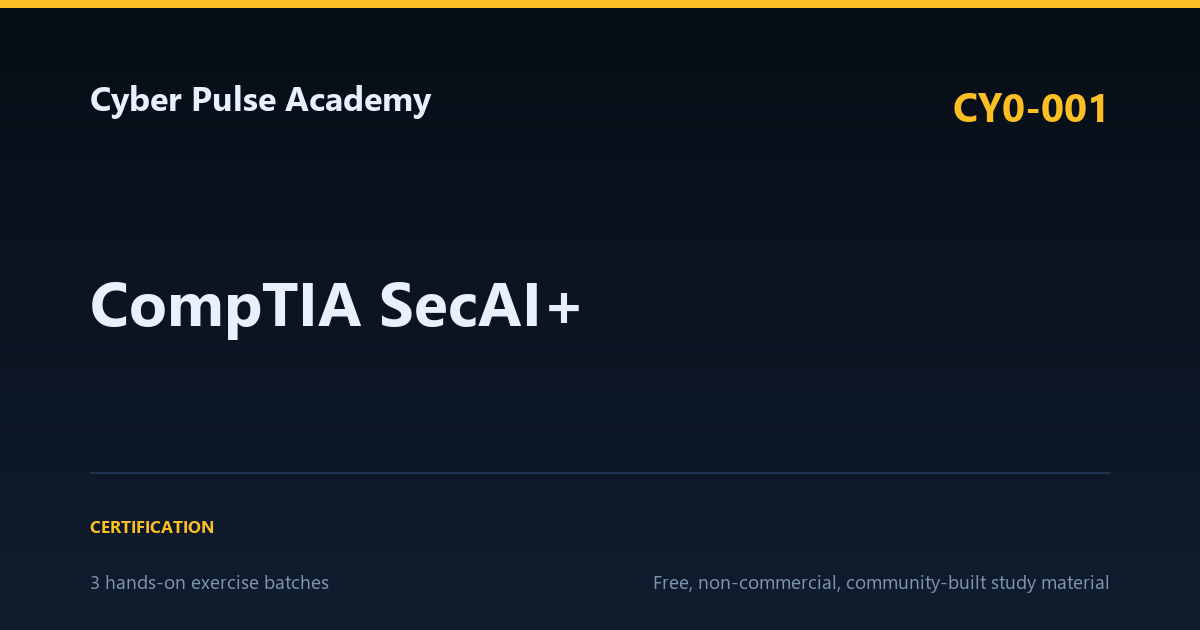 Cyber Pulse Academy
CY0-001
CompTIA SecAI+
CERTIFICATION
3 hands-on exercise batches
Free, non-commercial, community-built study material